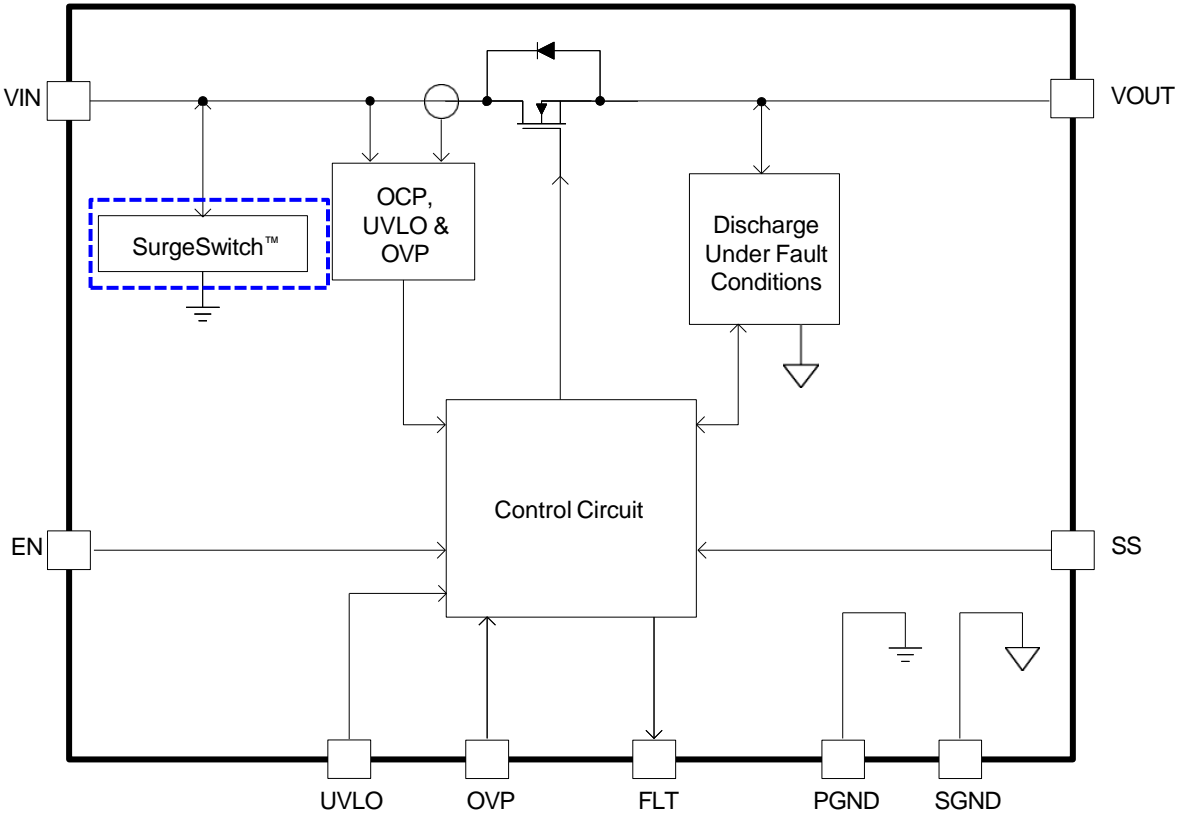 VIN
VOUT
OCP,
UVLO &
OVP
SurgeSwitch™
Discharge
Under Fault
Conditions
Control Circuit
EN
SS
UVLO
OVP
FLT
PGND
SGND